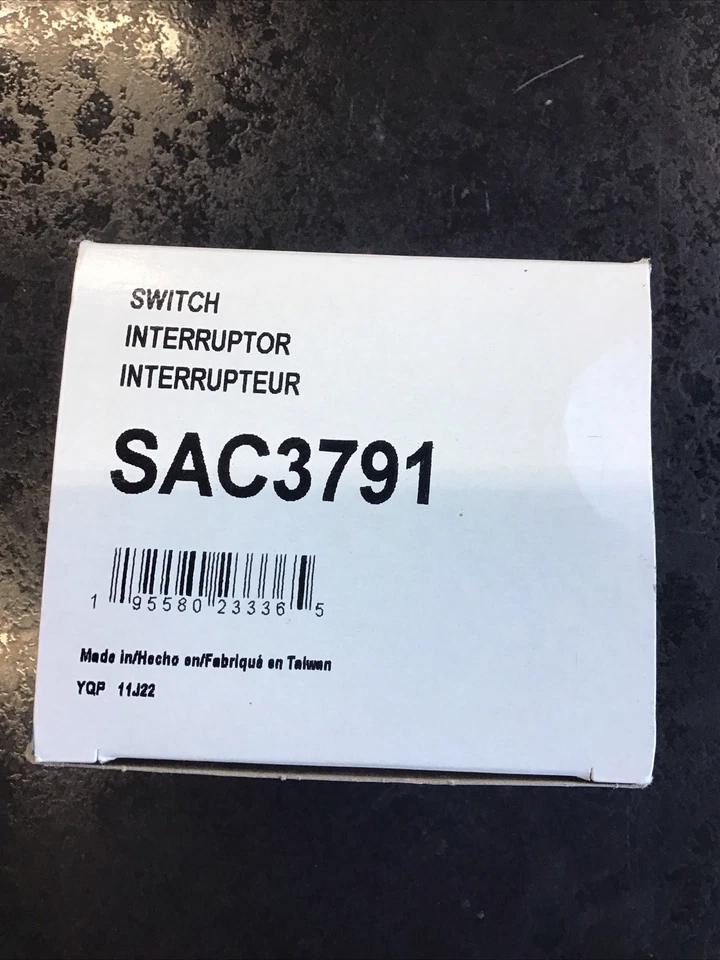 SWITCH
INTERRUPTOR
INTERRUPTEUR
SAC3791
1 95580 23336 5
Made in/Hecho en/Fabriqué en Taiwan
YQP 11J22